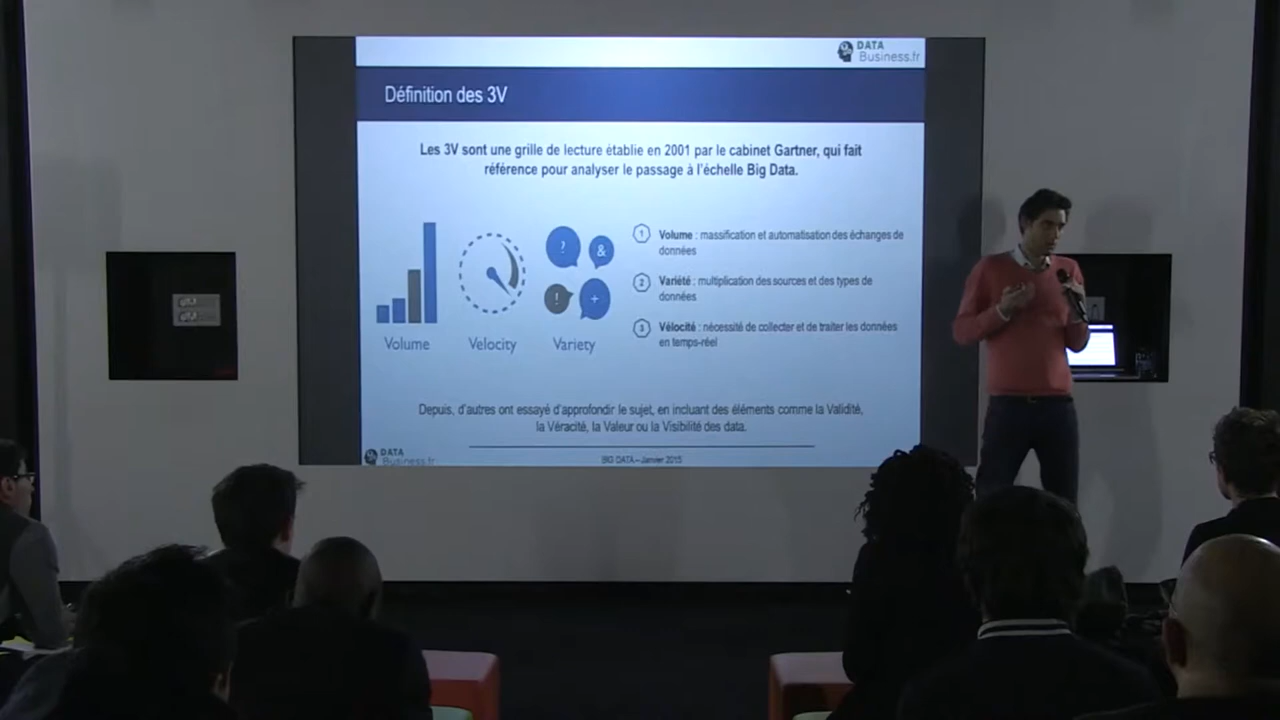 DATA
Business.fr
Définition des 3V
Les 3V sont une grille de lecture établie en 2001 par le cabinet Gartner, qui fait
référence pour analyser le passage à l'échelle Big Data.
? &
! +
Volume Velocity Variety
1 Volume : massification et automatisation des échanges de
données
2 Variété : multiplication des sources et des types de
données
3 Vélocité : nécessité de collecter et de traiter les données
en temps-réel
Depuis, d'autres ont essayé d'approfondir le sujet, en incluant des éléments comme la Validité,
la Véracité, la Valeur ou la Visibilité des data.
DATA
Business.fr
BIG DATA – Janvier 2015